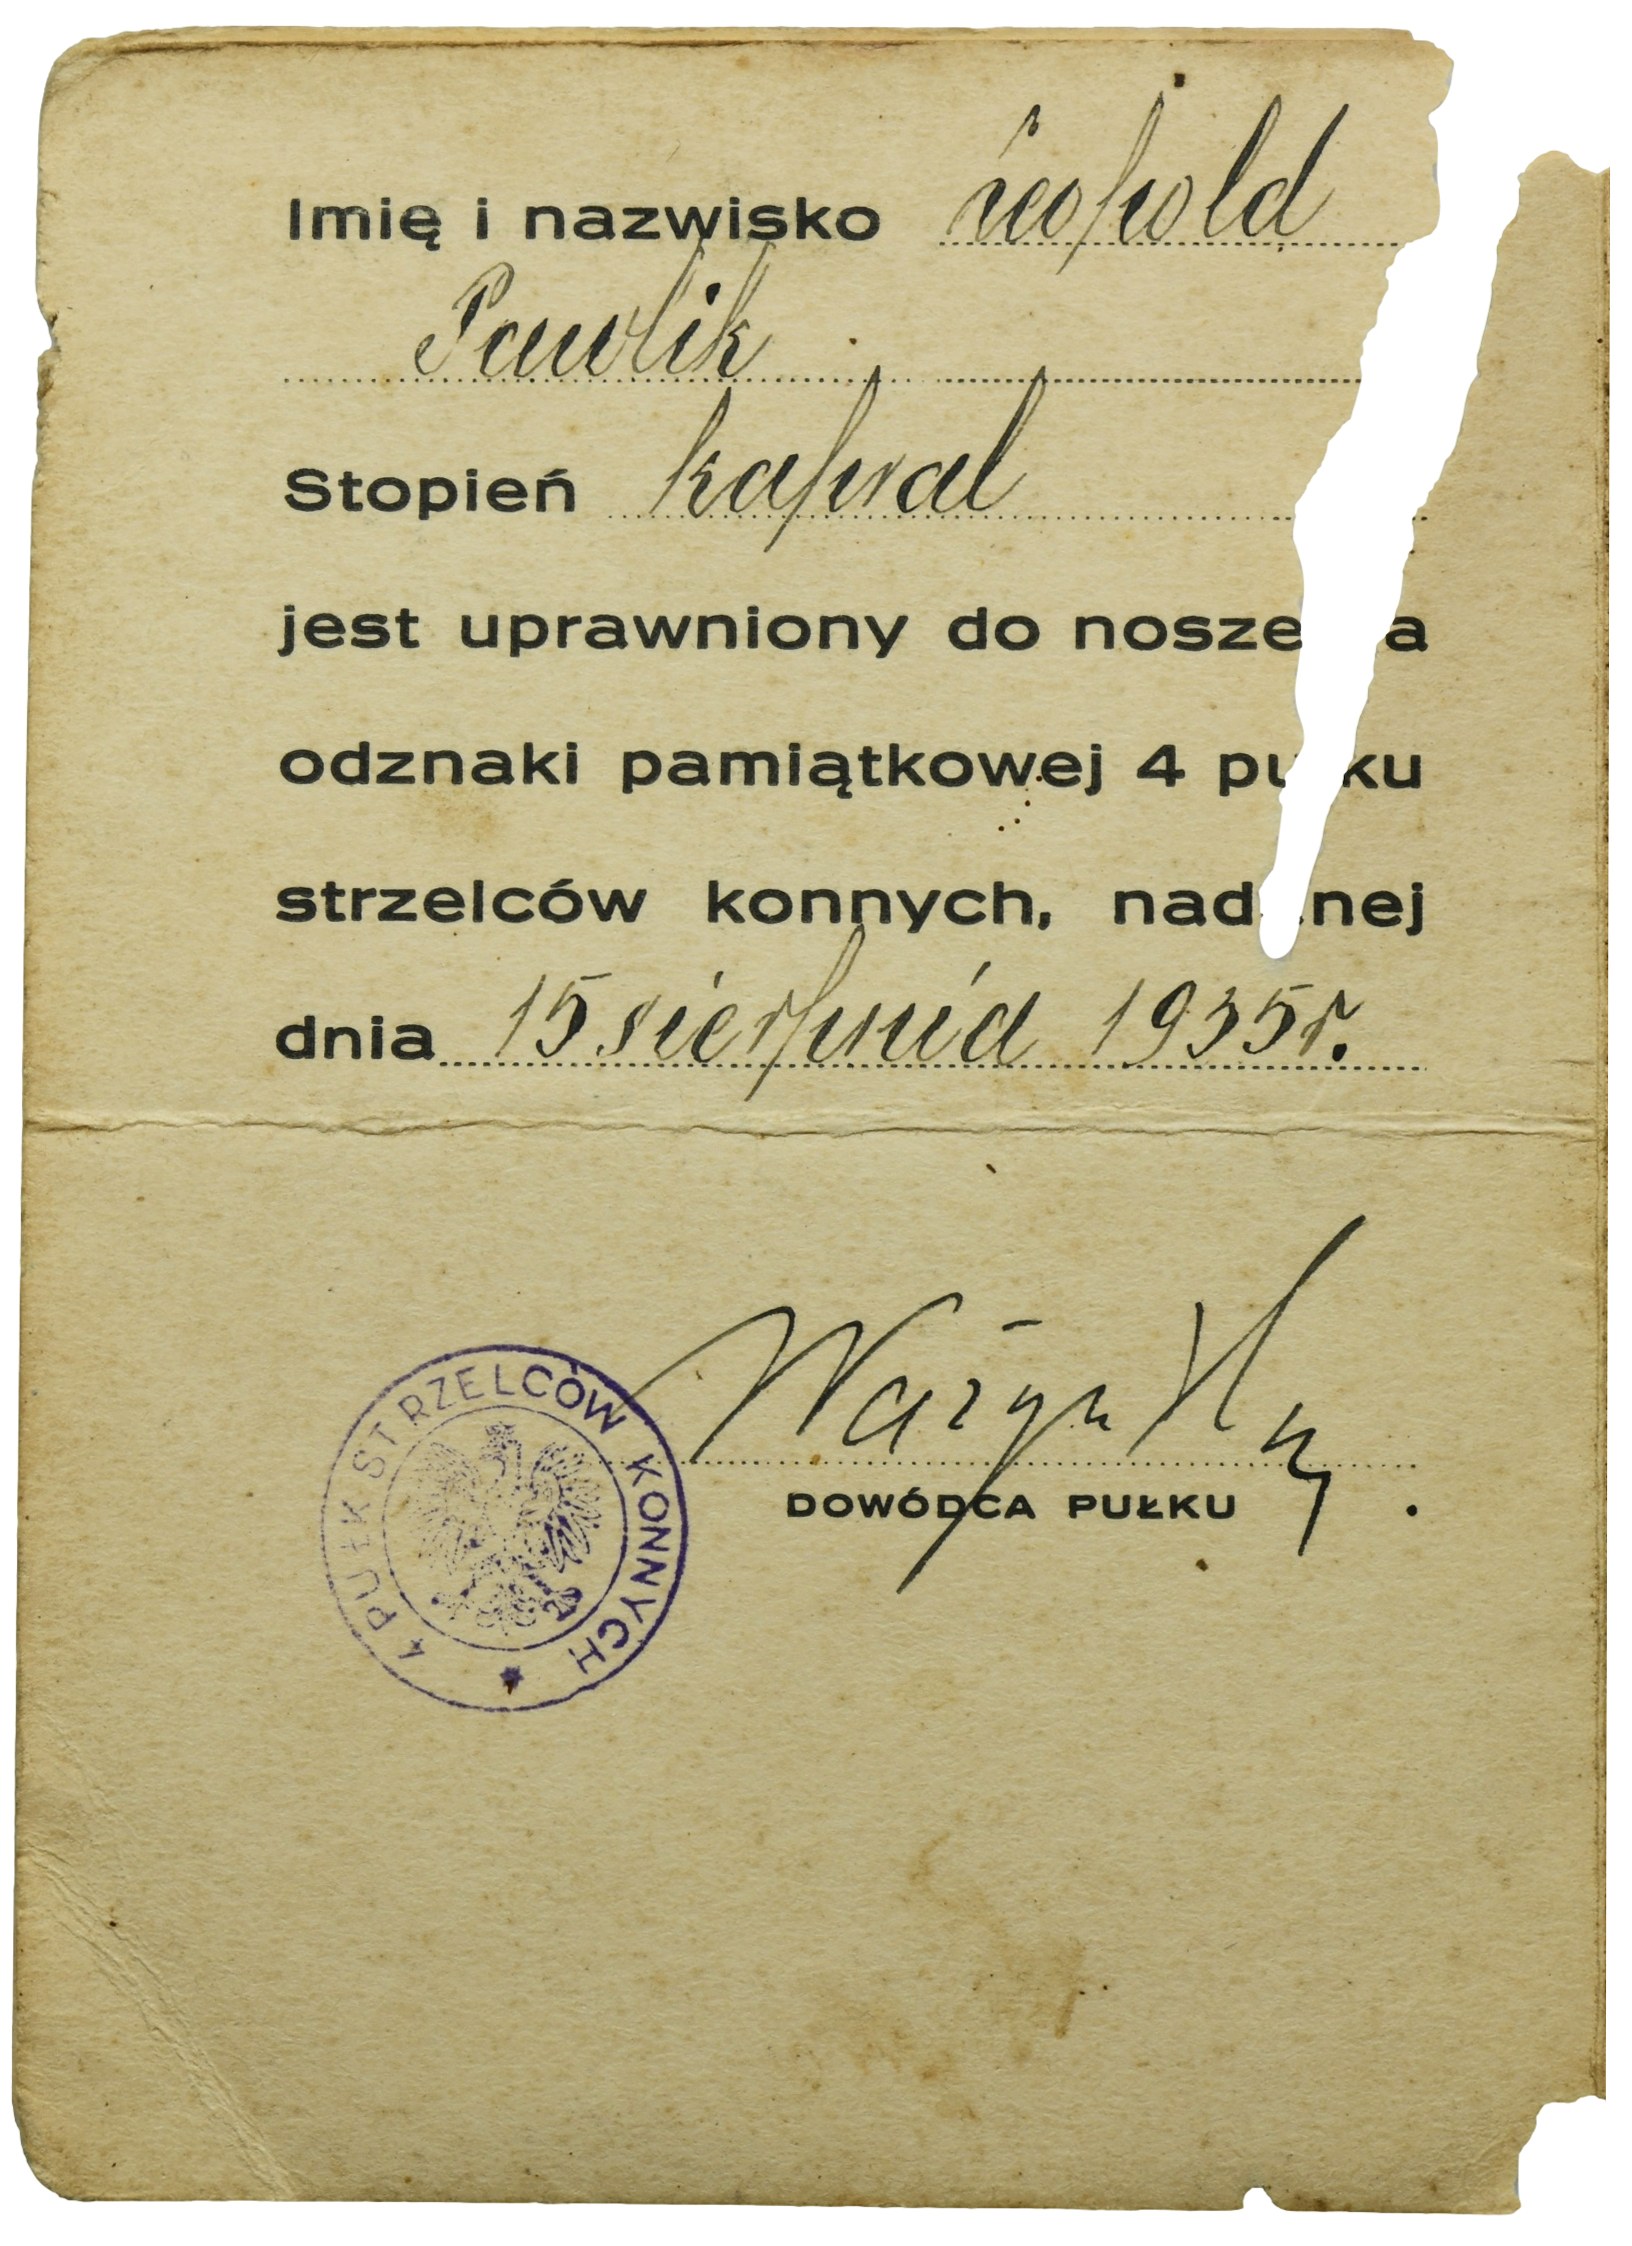 Imię i nazwisko Leopold
Pawlik
Stopień kapral
jest uprawniony do nosze a
odznaki pamiątkowej 4 pu ku
strzelców konnych, nad nej
dnia 15 sierpnia 1935 r.
4 PUŁK STRZELCÓW KONNYCH
DOWÓDCA PUŁKU